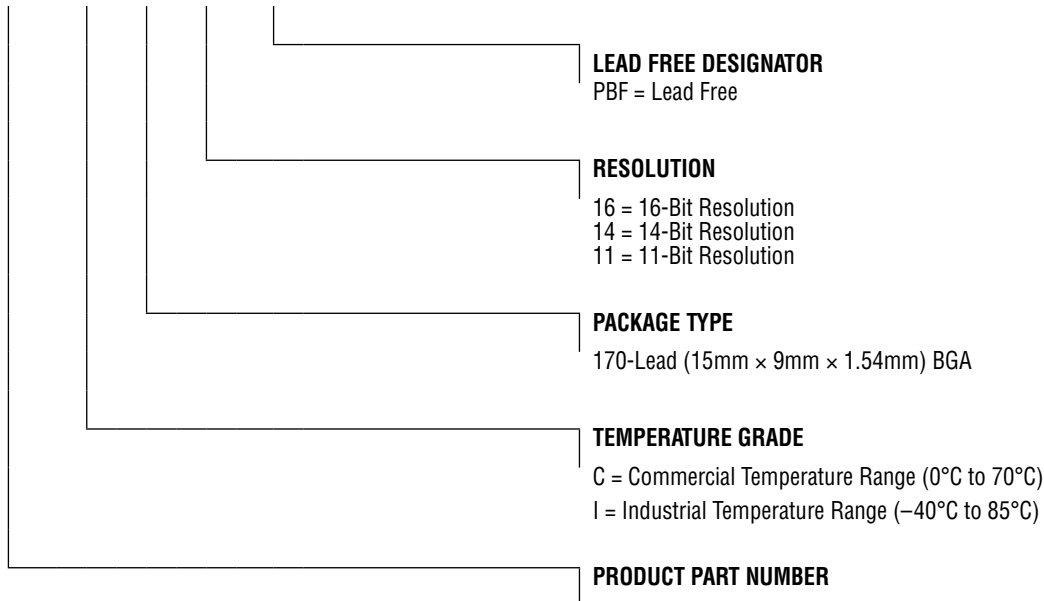 LEAD FREE DESIGNATOR
PBF = Lead Free
RESOLUTION
16 = 16-Bit Resolution
14 = 14-Bit Resolution
11 = 11-Bit Resolution
PACKAGE TYPE
170-Lead (15mm × 9mm × 1.54mm) BGA
TEMPERATURE GRADE
C = Commercial Temperature Range (0°C to 70°C)
I = Industrial Temperature Range (–40°C to 85°C)
PRODUCT PART NUMBER